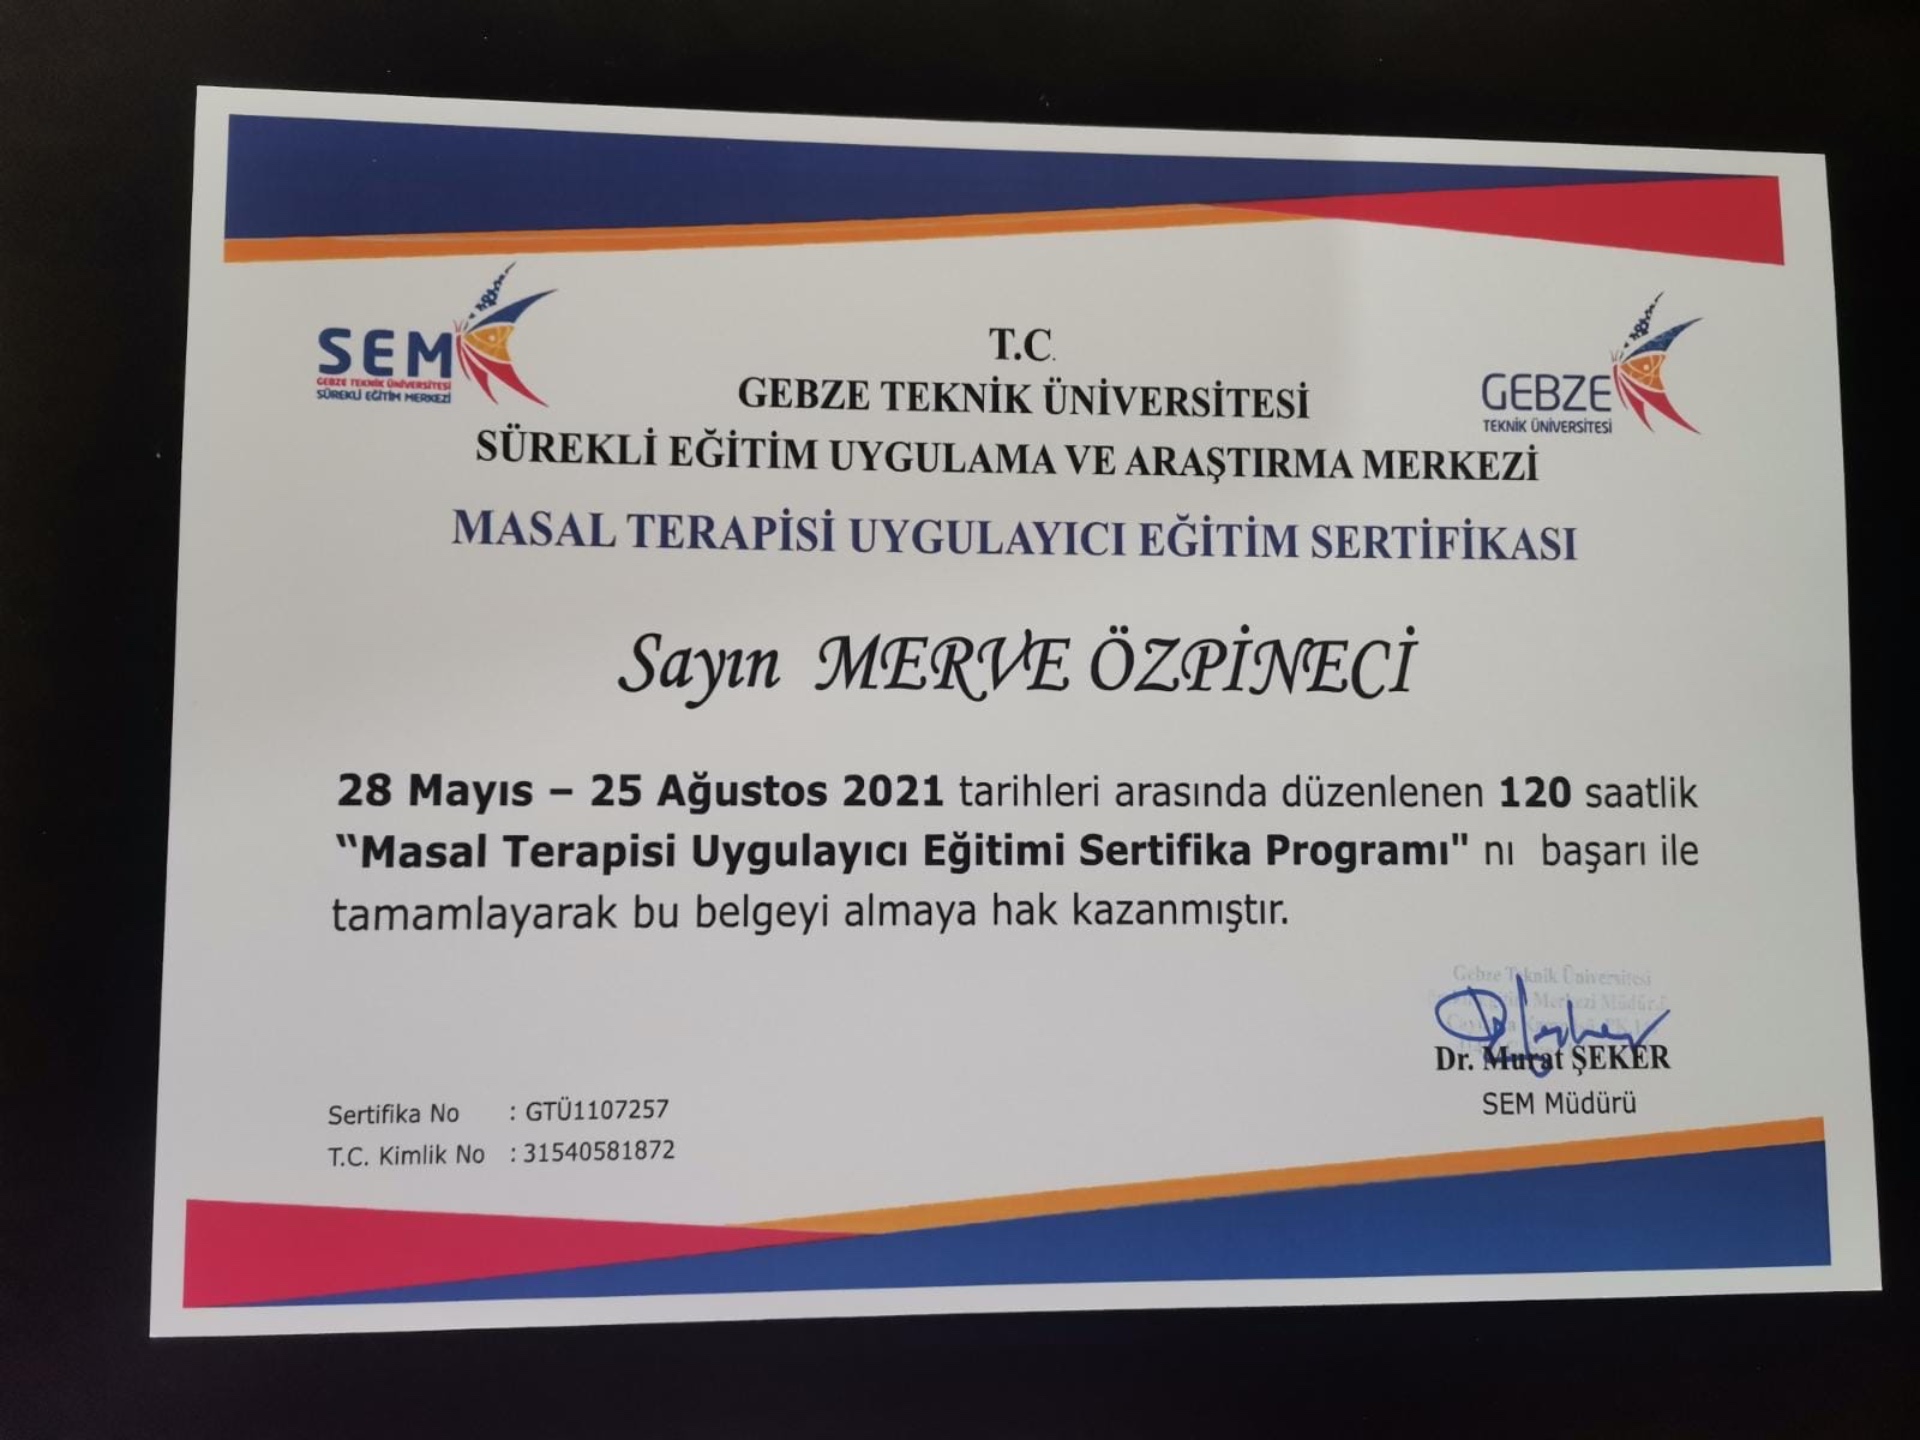 SEM
GEBZE TEKNİK ÜNİVERSİTESİ
SÜREKLİ EĞİTİM MERKEZİ
GEBZE
TEKNİK ÜNİVERSİTESİ
T.C.
GEBZE TEKNİK ÜNİVERSİTESİ
SÜREKLİ EĞİTİM UYGULAMA VE ARAŞTIRMA MERKEZİ
MASAL TERAPİSİ UYGULAYICI EĞİTİM SERTİFİKASI
Sayın MERVE ÖZPİNECİ
28 Mayıs – 25 Ağustos 2021 tarihleri arasında düzenlenen 120 saatlik
“Masal Terapisi Uygulayıcı Eğitimi Sertifika Programı" nı başarı ile
tamamlayarak bu belgeyi almaya hak kazanmıştır.
Gebze Teknik Üniversitesi
Merkezi
Dr. Murat ŞEKER
SEM Müdürü
Sertifika No : GTÜ1107257
T.C. Kimlik No : 31540581872